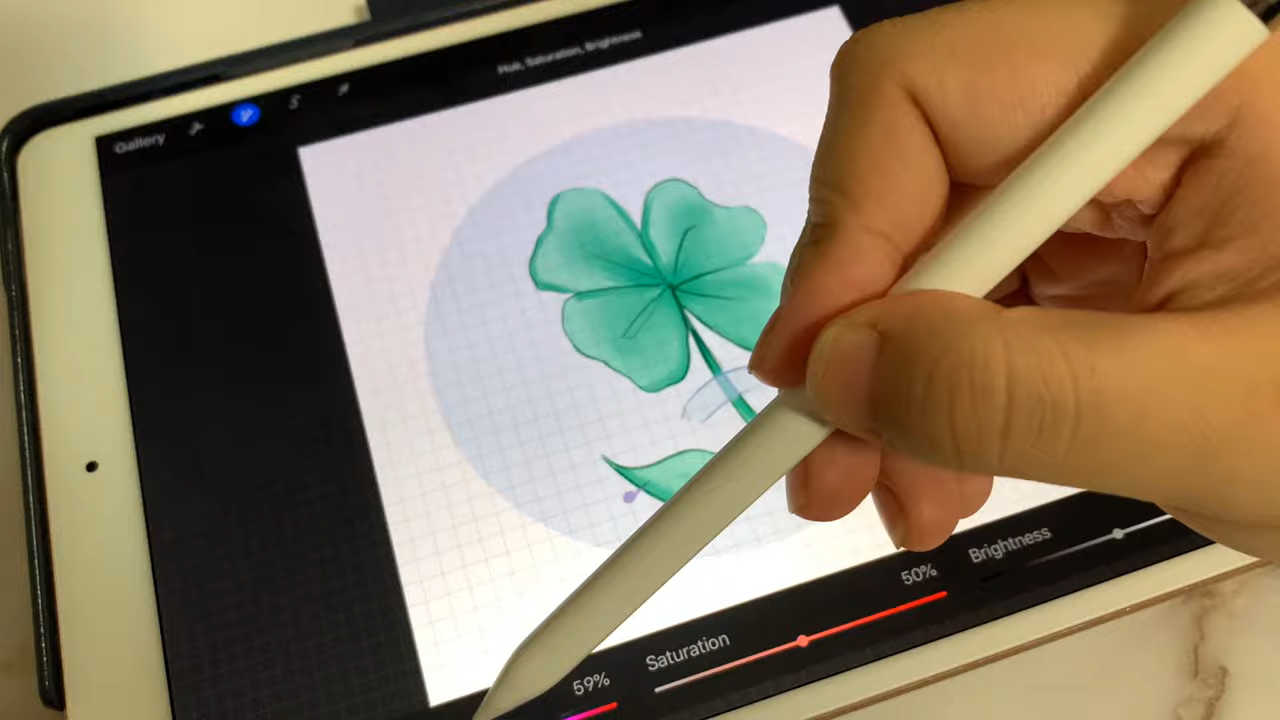 Hue, Saturation, Brightness
Gallery
59%
Saturation
50%
Brightness